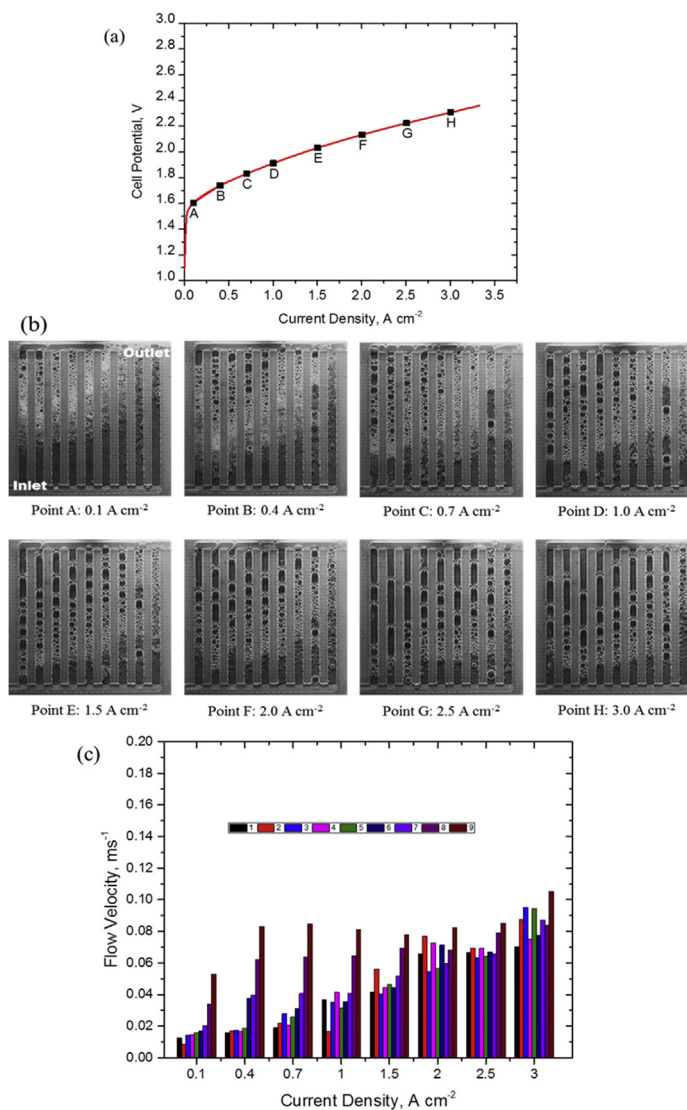 (a)
3.0
2.8
2.6
2.4
2.2
2.0
1.8
1.6
1.4
1.2
1.0
Cell Potential, V
A
B
C
D
E
F
G
H
0.0 0.5 1.0 1.5 2.0 2.5 3.0 3.5
Current Density, A cm-2
(b)
Outlet
Inlet
Point A: 0.1 A cm-2 Point B: 0.4 A cm-2 Point C: 0.7 A cm-2 Point D: 1.0 A cm-2
Point E: 1.5 A cm-2 Point F: 2.0 A cm-2 Point G: 2.5 A cm-2 Point H: 3.0 A cm-2
(c)
0.20
0.18
0.16
0.14
0.12
0.10
0.08
0.06
0.04
0.02
0.00
Flow Velocity, ms-1
1 2 3 4 5 6 7 8 9
0.1 0.4 0.7 1 1.5 2 2.5 3
Current Density, A cm-2